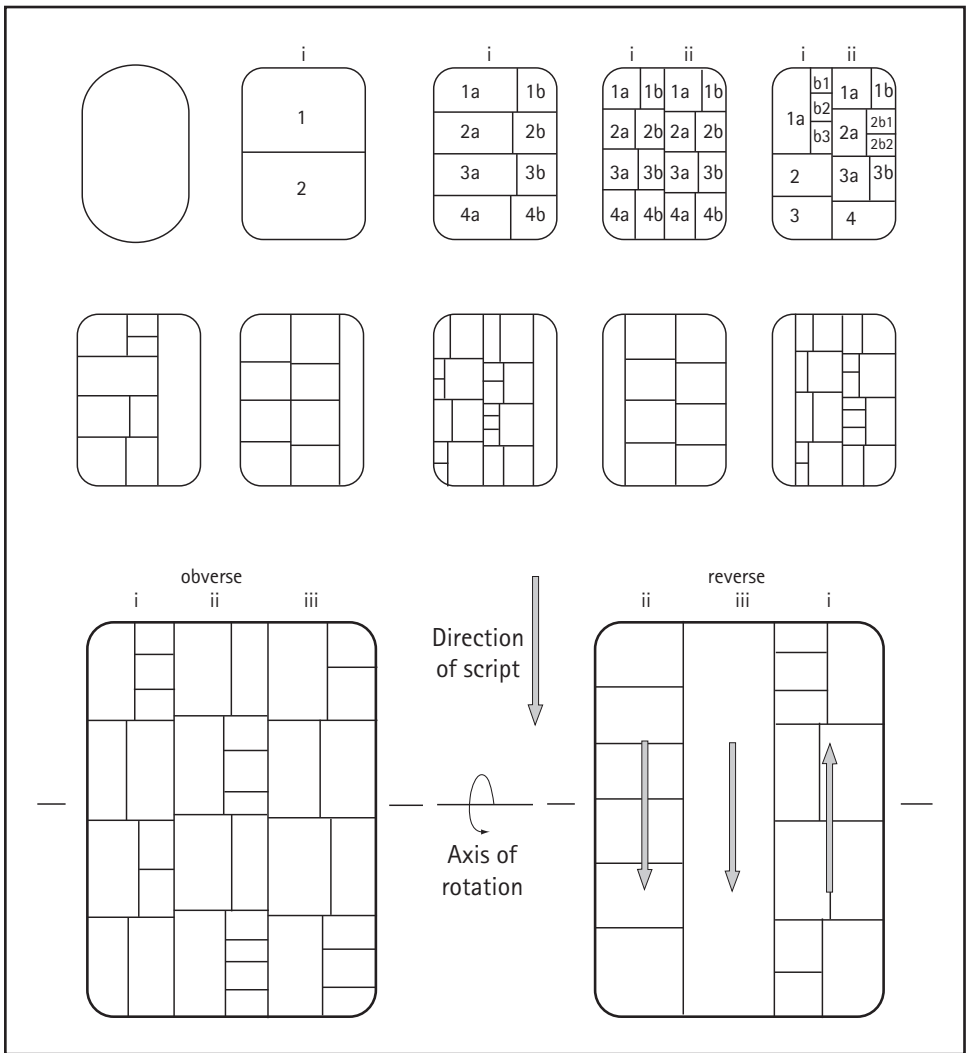 i
i
i ii
i ii
1
2
1a 1b
2a 2b
3a 3b
4a 4b
1a 1b 1a 1b
2a 2b 2a 2b
3a 3b 3a 3b
4a 4b 4a 4b
1a b1 b2 b3 1a 1b
2a 2b1 2b2
2 3a 3b
3 4
obverse
i ii iii
Direction
of script
reverse
ii iii i
Axis of
rotation